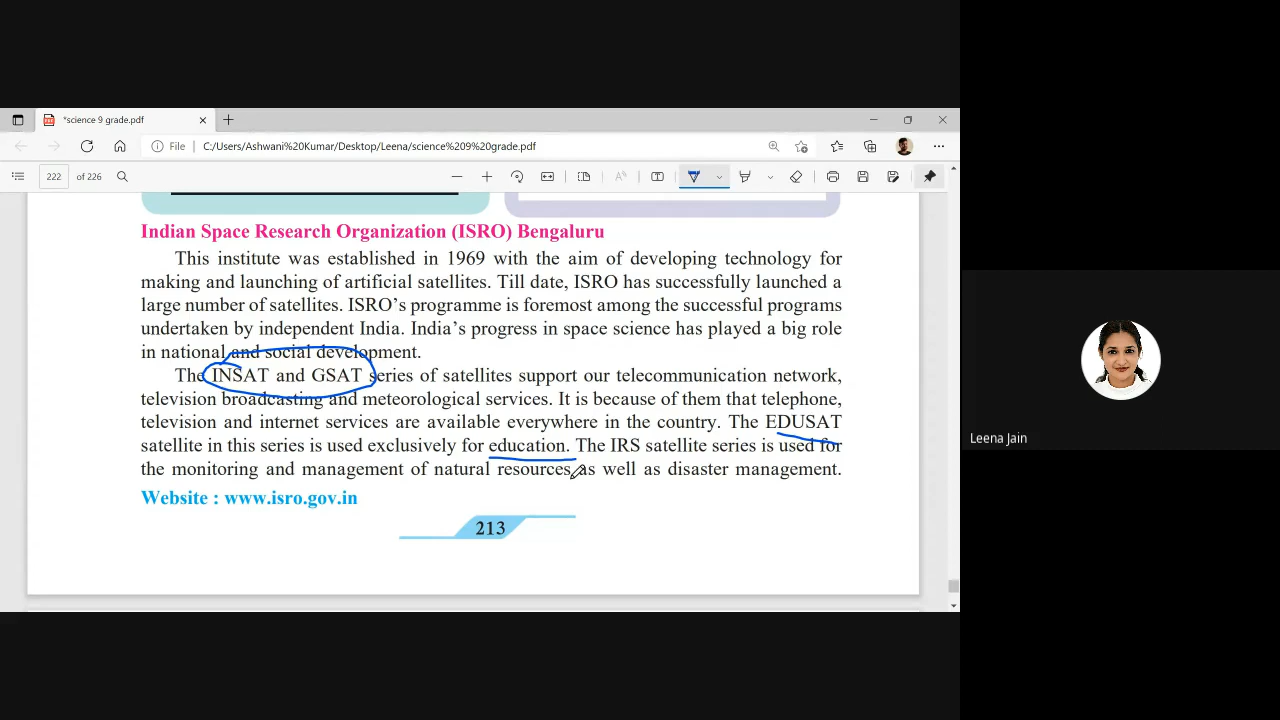 *science 9 grade.pdf
File C:/Users/Ashwani%20Kumar/Desktop/Leena/science%209%20grade.pdf
222 of 226
Indian Space Research Organization (ISRO) Bengaluru
This institute was established in 1969 with the aim of developing technology for
making and launching of artificial satellites. Till date, ISRO has successfully launched a
large number of satellites. ISRO's programme is foremost among the successful programs
undertaken by independent India. India's progress in space science has played a big role
in national and social development.
The INSAT and GSAT series of satellites support our telecommunication network,
television broadcasting and meteorological services. It is because of them that telephone,
television and internet services are available everywhere in the country. The EDUSAT
satellite in this series is used exclusively for education. The IRS satellite series is used for
the monitoring and management of natural resources as well as disaster management.
Website : www.isro.gov.in
213
Leena Jain